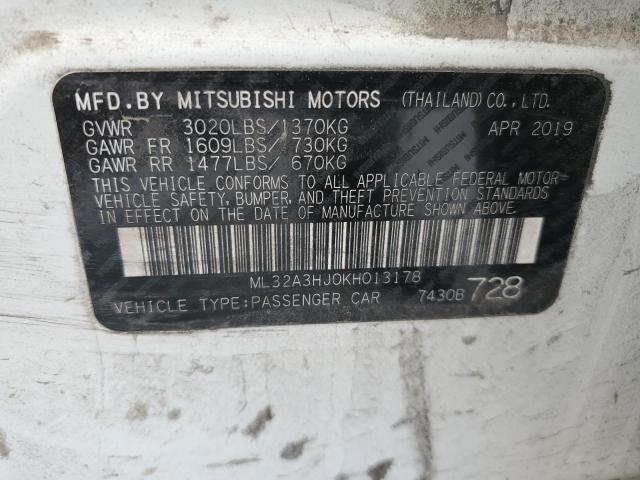 MFD.BY MITSUBISHI MOTORS (THAILAND)CO.,LTD.
GVWR 3020LBS/1370KG APR 2019
GAWR FR 1609LBS/ 730KG
GAWR RR 1477LBS/ 670KG
THIS VEHICLE CONFORMS TO ALL APPLICABLE FEDERAL MOTOR
VEHICLE SAFETY, BUMPER, AND THEFT PREVENTION STANDARDS
IN EFFECT ON THE DATE OF MANUFACTURE SHOWN ABOVE.
ML32A3HJ0KH013178
VEHICLE TYPE:PASSENGER CAR 7430B 728